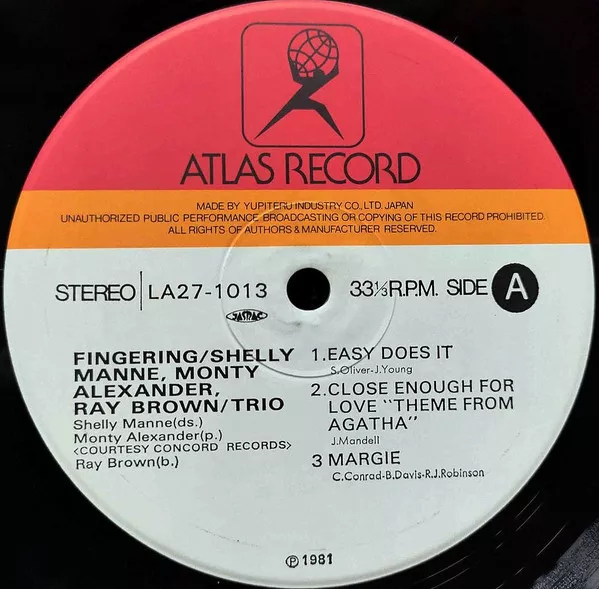 ATLAS RECORD
MADE BY YUPITERU INDUSTRY CO., LTD. JAPAN
UNAUTHORIZED PUBLIC PERFORMANCE BROADCASTING OR COPYING OF THIS RECORD PROHIBITED.
ALL RIGHTS OF AUTHORS & MANUFACTURER RESERVED.
STEREO LA27-1013
JASRAC
33⅓ R.P.M. SIDE A
FINGERING/SHELLY
MANNE, MONTY
ALEXANDER,
RAY BROWN/TRIO
Shelly Manne(ds.)
Monty Alexander(p.)
<COURTESY CONCORD RECORDS>
Ray Brown(b.)
1.EASY DOES IT
S.Oliver-J.Young
2.CLOSE ENOUGH FOR
LOVE "THEME FROM
AGATHA"
J.Mandell
3 MARGIE
C.Conrad-B.Davis-R.J.Robinson
Ⓟ1981